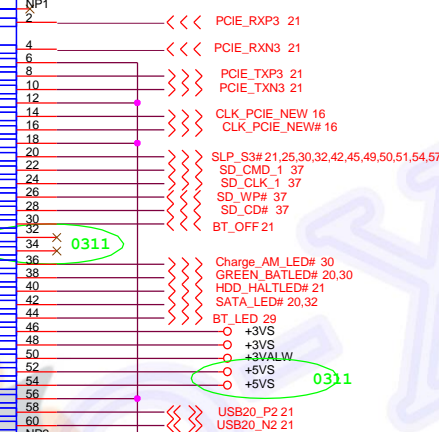 NP1
2 PCIE_RXP3 21
4 PCIE_RXN3 21
6
8 PCIE_TXP3 21
10 PCIE_TXN3 21
12
14 CLK_PCIE_NEW 16
16 CLK_PCIE_NEW# 16
18
20 SLP_S3# 21,25,30,32,42,45,49,50,51,54,57
22 SD_CMD_1 37
24 SD_CLK_1 37
26 SD_WP# 37
28 SD_CD# 37
30 BT_OFF 21
32
34 0311
36 Charge_AM_LED# 30
38 GREEN_BATLED# 20,30
40 HDD_HALTLED# 21
42 SATA_LED# 20,32
44 BT_LED 29
46 +3VS
48 +3VS
50 +3VALW
52 +5VS
54 +5VS 0311
56
58 USB20_P2 21
60 USB20_N2 21